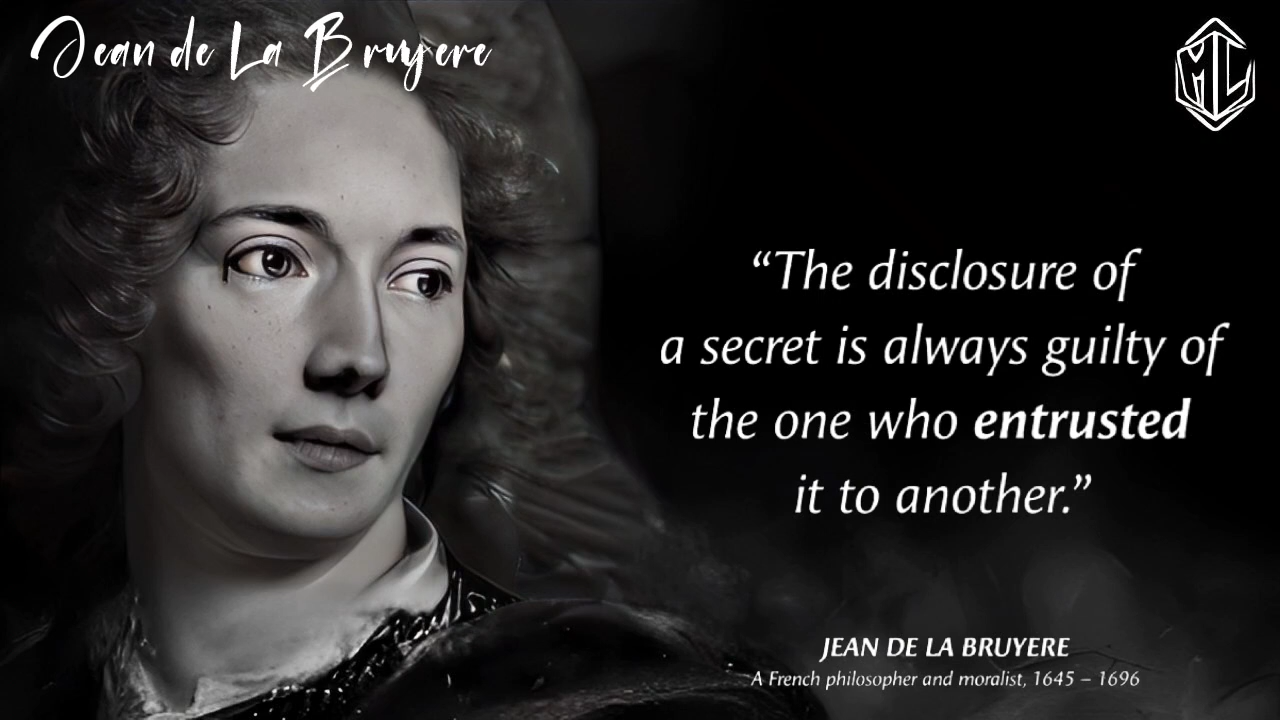 Jean de La Bruyere
ML
“The disclosure of
a secret is always guilty of
the one who entrusted
it to another.”
JEAN DE LA BRUYERE
A French philosopher and moralist, 1645 – 1696